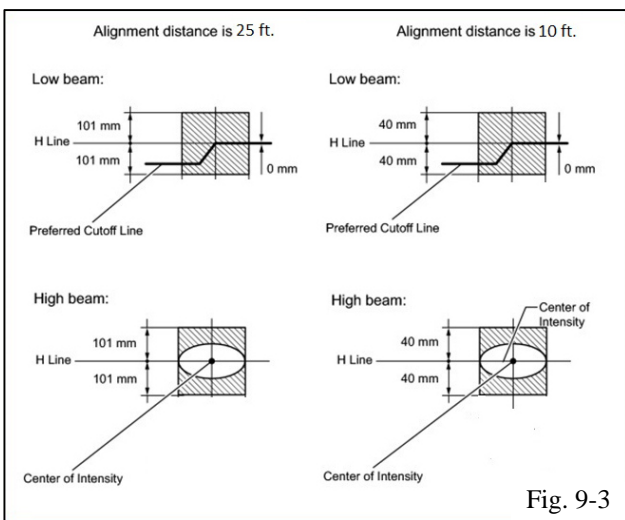 Alignment distance is 25 ft.
Low beam:
101 mm
H Line
101 mm
0 mm
Preferred Cutoff Line
High beam:
101 mm
H Line
101 mm
Center of Intensity
Alignment distance is 10 ft.
Low beam:
40 mm
H Line
40 mm
0 mm
Preferred Cutoff Line
High beam:
Center of
Intensity
40 mm
H Line
40 mm
Center of Intensity
Fig. 9-3